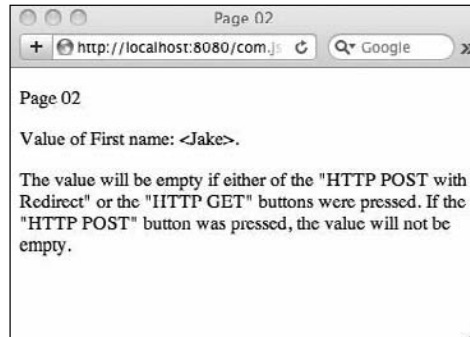 Page 02
+ http://localhost:8080/com.js Google »
Page 02
Value of First name: <Jake>.
The value will be empty if either of the "HTTP POST with
Redirect" or the "HTTP GET" buttons were pressed. If the
"HTTP POST" button was pressed, the value will not be
empty.